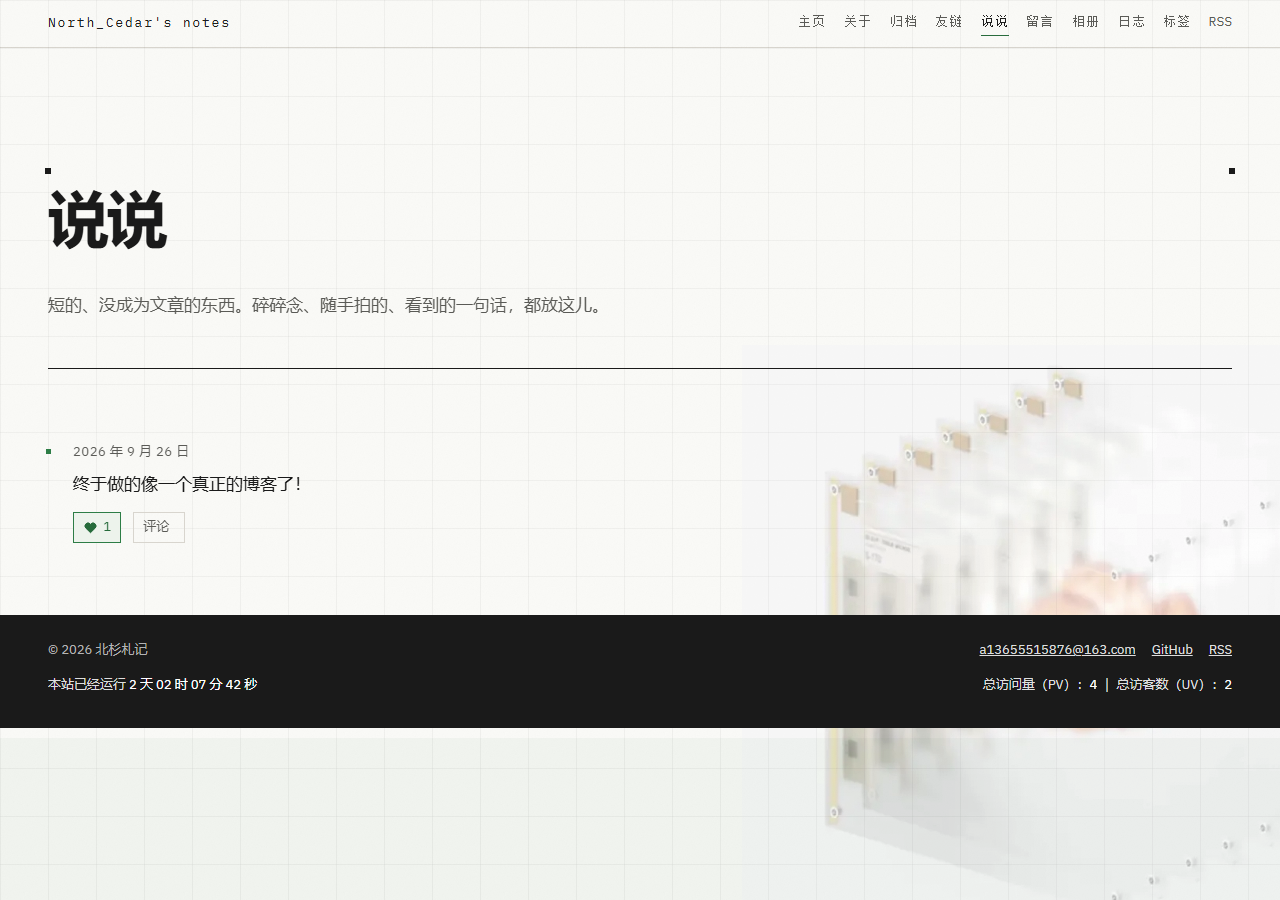 North_Cedar's notes
主页 关于 归档 友链 说说 留言 相册 日志 标签 RSS
说说
短的、没成为文章的东西。碎碎念、随手拍的、看到的一句话，都放这儿。
2026 年 9 月 26 日
终于做的像一个真正的博客了！
1 评论
© 2026 北杉札记
a13655515876@163.com GitHub RSS
本站已经运行 2 天 02 时 07 分 42 秒
总访问量（PV）: 4 | 总访客数（UV）: 2